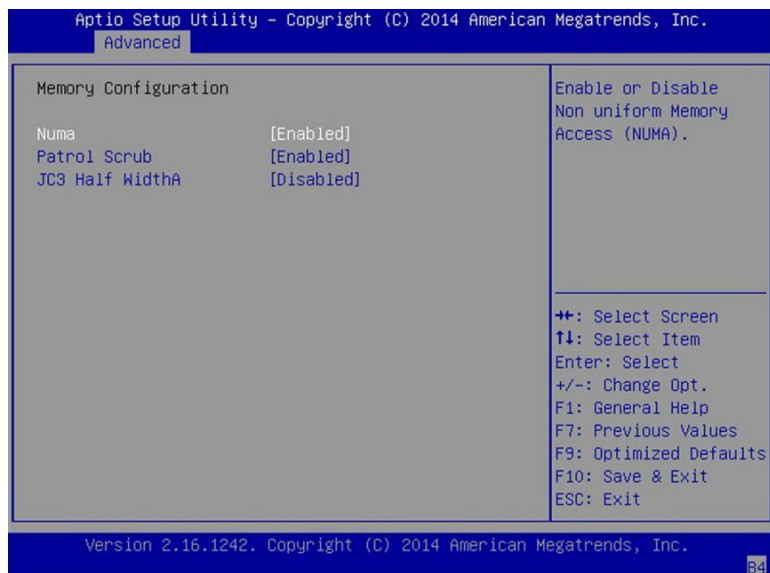 Aptio Setup Utility – Copyright (C) 2014 American Megatrends, Inc.
Advanced
Memory Configuration
Numa [Enabled]
Patrol Scrub [Enabled]
JC3 Half WidthA [Disabled]
Enable or Disable
Non uniform Memory
Access (NUMA).
→←: Select Screen
↑↓: Select Item
Enter: Select
+/-: Change Opt.
F1: General Help
F7: Previous Values
F9: Optimized Defaults
F10: Save & Exit
ESC: Exit
Version 2.16.1242. Copyright (C) 2014 American Megatrends, Inc.
B4